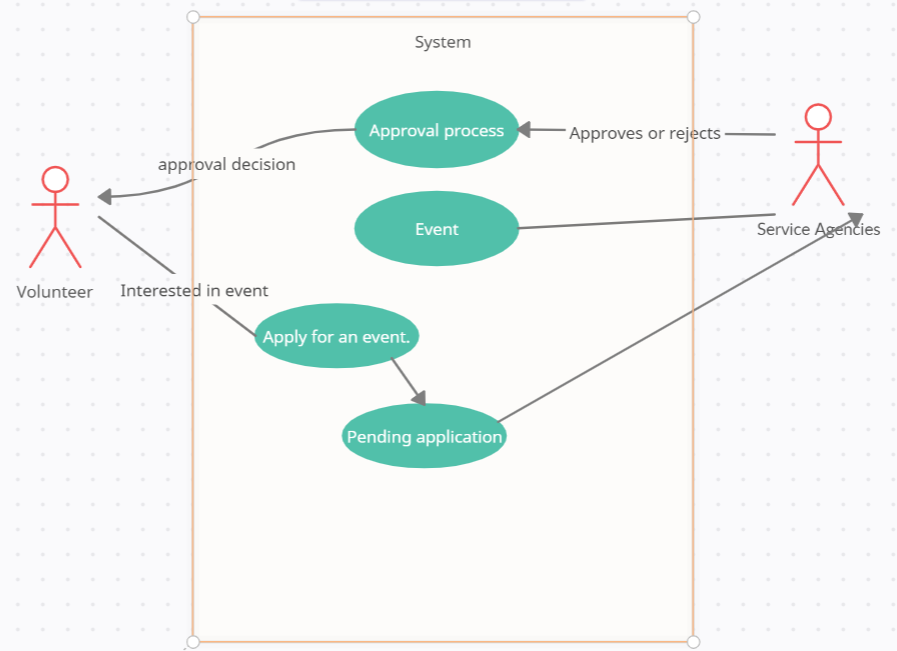 System
Approval process
Approves or rejects
approval decision
Event
Service Agencies
Volunteer
Interested in event
Apply for an event.
Pending application